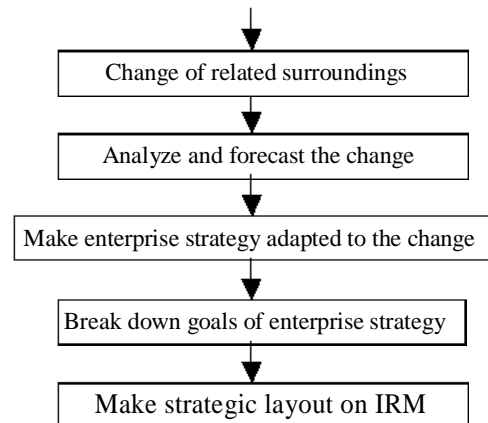 Change of related surroundings
Analyze and forecast the change
Make enterprise strategy adapted to the change
Break down goals of enterprise strategy
Make strategic layout on IRM